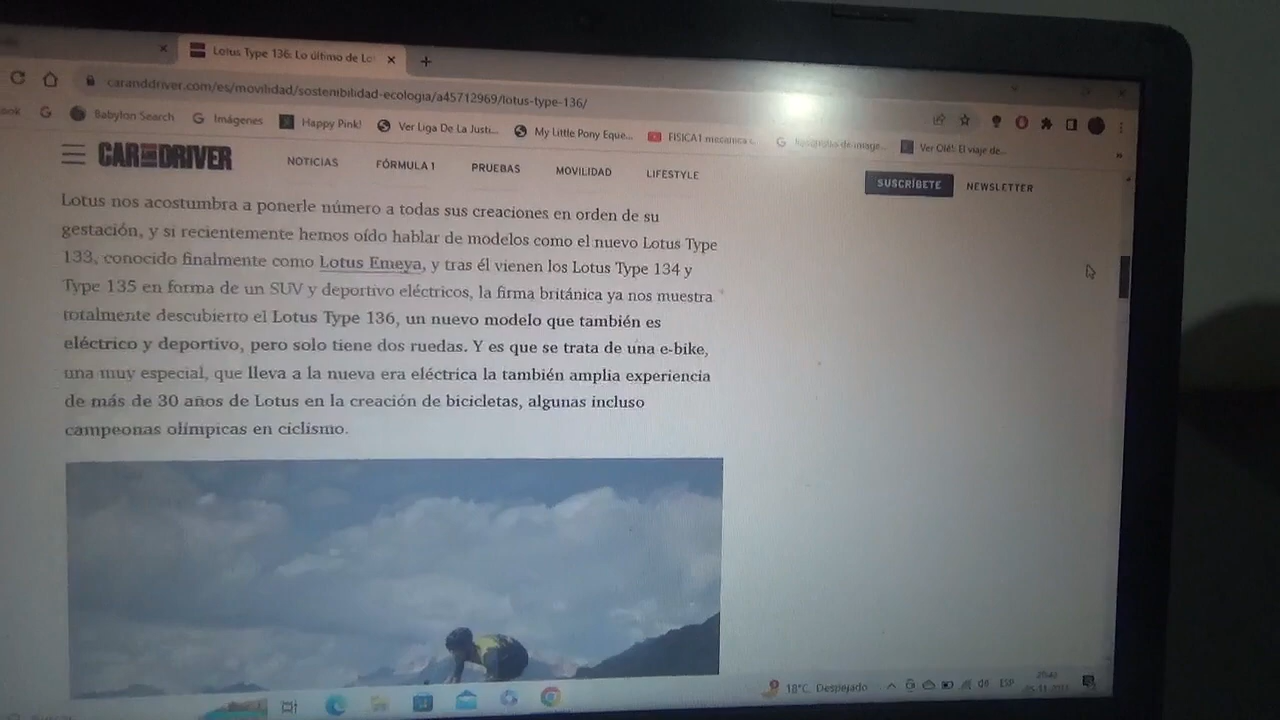 Lotus Type 136: Lo último de Lo
caranddriver.com/es/movilidad/sostenibilidad-ecologia/a45712969/lotus-type-136/
Babylon Search
Imágenes
Happy Pink!
Ver Liga De La Justi...
My Little Pony Eque...
FISICA1 mecanica c
Ver Olé!: El viaje de...
CAR AND DRIVER
NOTICIAS
FÓRMULA 1
PRUEBAS
MOVILIDAD
LIFESTYLE
SUSCRÍBETE
NEWSLETTER
Lotus nos acostumbra a ponerle número a todas sus creaciones en orden de su
gestación, y si recientemente hemos oído hablar de modelos como el nuevo Lotus Type
133, conocido finalmente como Lotus Emeya, y tras él vienen los Lotus Type 134 y
Type 135 en forma de un SUV y deportivo eléctricos, la firma británica ya nos muestra
totalmente descubierto el Lotus Type 136, un nuevo modelo que también es
eléctrico y deportivo, pero solo tiene dos ruedas. Y es que se trata de una e-bike,
una muy especial, que lleva a la nueva era eléctrica la también amplia experiencia
de más de 30 años de Lotus en la creación de bicicletas, algunas incluso
campeonas olímpicas en ciclismo.
18°C Despejado
ESP